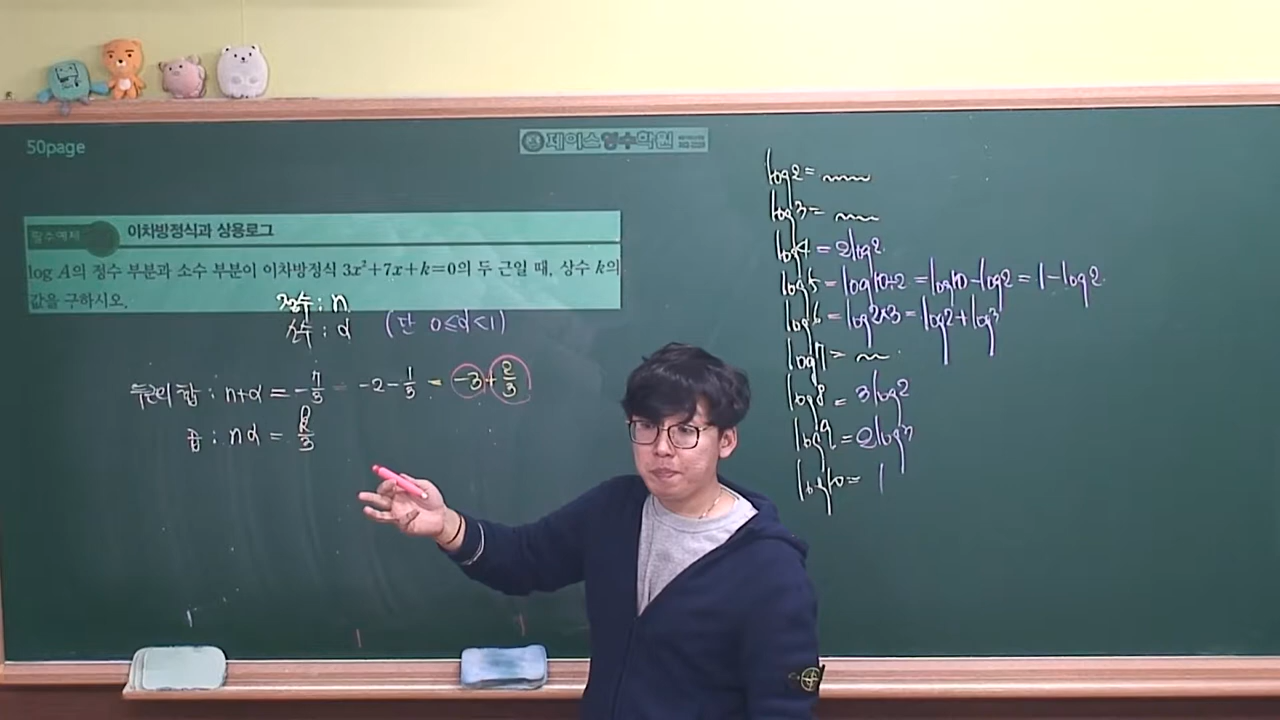 50page
제이스영수학원
필수예제 이차방정식과 상용로그
log A의 정수 부분과 소수 부분이 이차방정식 3x²+7x+k=0의 두 근일 때, 상수 k의
값을 구하시오.
정수 : n
소수 : α (단 0≤α<1)
두근의 합 : n+α = -7/3 = -2-1/3 = -3+2/3
곱 : nα = k/3
log2=
log3=
log4=2log2
log5=log10÷2=log10-log2=1-log2
log6=log2×3=log2+log3
log7=
log8=3log2
log9=2log3
log10=1